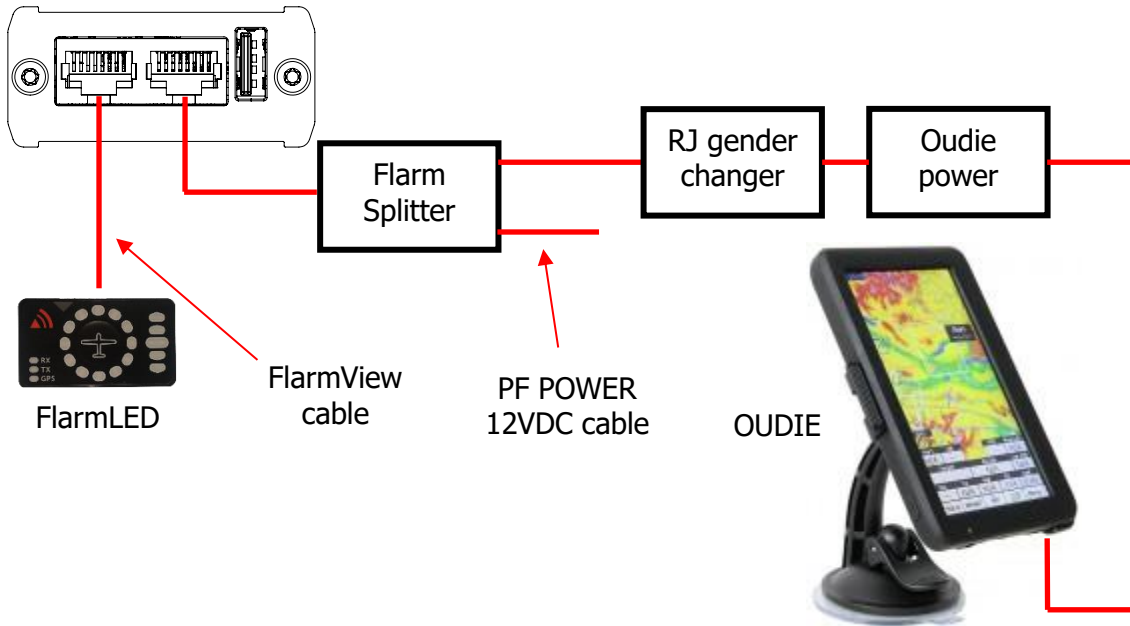 Flarm
Splitter
RJ gender
changer
Oudie
power
RX
TX
GPS
FlarmLED
FlarmView
cable
PF POWER
12VDC cable
OUDIE